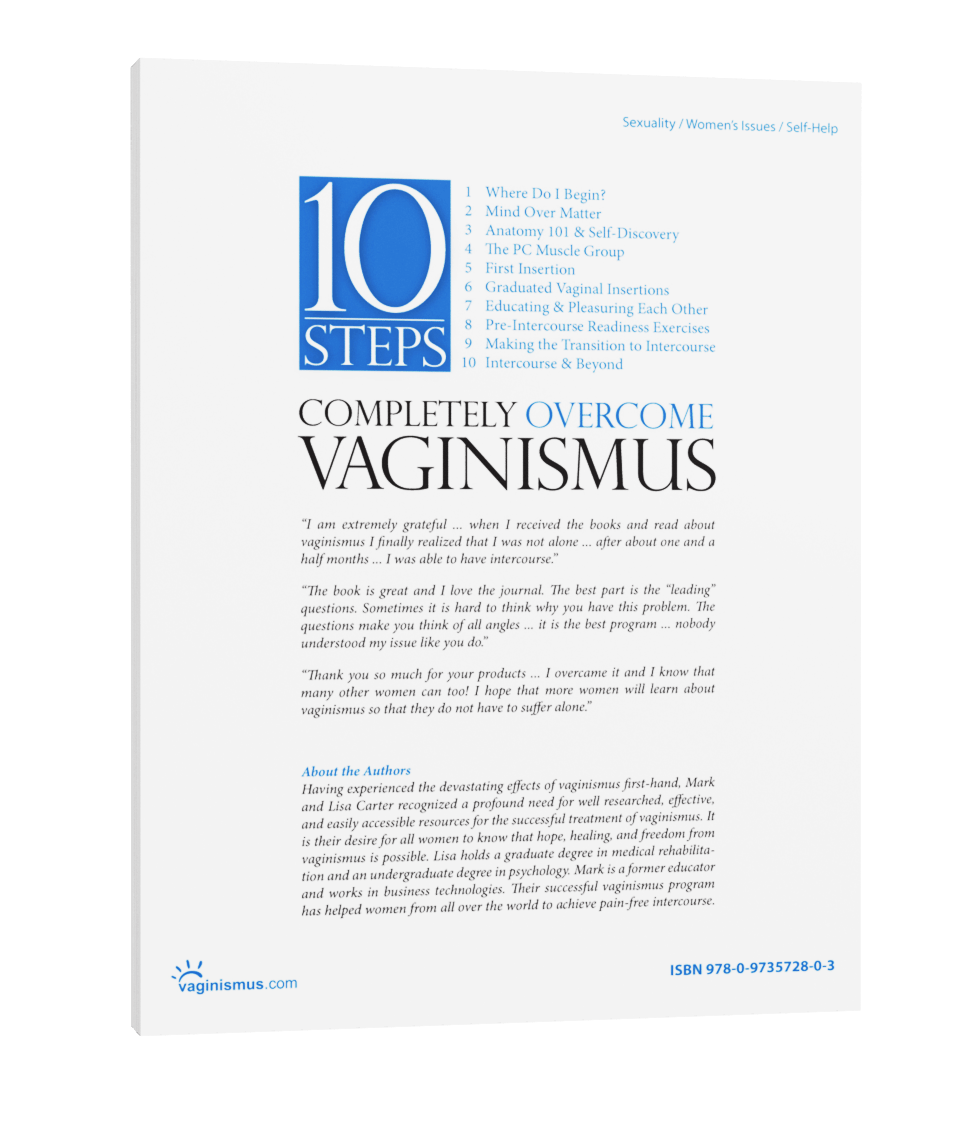 Sexuality / Women's Issues / Self-Help
10
STEPS
1 Where Do I Begin?
2 Mind Over Matter
3 Anatomy 101 & Self-Discovery
4 The PC Muscle Group
5 First Insertion
6 Graduated Vaginal Insertions
7 Educating & Pleasuring Each Other
8 Pre-Intercourse Readiness Exercises
9 Making the Transition to Intercourse
10 Intercourse & Beyond
COMPLETELY OVERCOME
VAGINISMUS
“I am extremely grateful ... when I received the books and read about
vaginismus I finally realized that I was not alone ... after about one and a
half months ... I was able to have intercourse.”
“The book is great and I love the journal. The best part is the “leading”
questions. Sometimes it is hard to think why you have this problem. The
questions make you think of all angles ... it is the best program ... nobody
understood my issue like you do.”
“Thank you so much for your products ... I overcame it and I know that
many other women can too! I hope that more women will learn about
vaginismus so that they do not have to suffer alone.”
About the Authors
Having experienced the devastating effects of vaginismus first-hand, Mark
and Lisa Carter recognized a profound need for well researched, effective,
and easily accessible resources for the successful treatment of vaginismus. It
is their desire for all women to know that hope, healing, and freedom from
vaginismus is possible. Lisa holds a graduate degree in medical rehabilita-
tion and an undergraduate degree in psychology. Mark is a former educator
and works in business technologies. Their successful vaginismus program
has helped women from all over the world to achieve pain-free intercourse.
vaginismus.com
ISBN 978-0-9735728-0-3